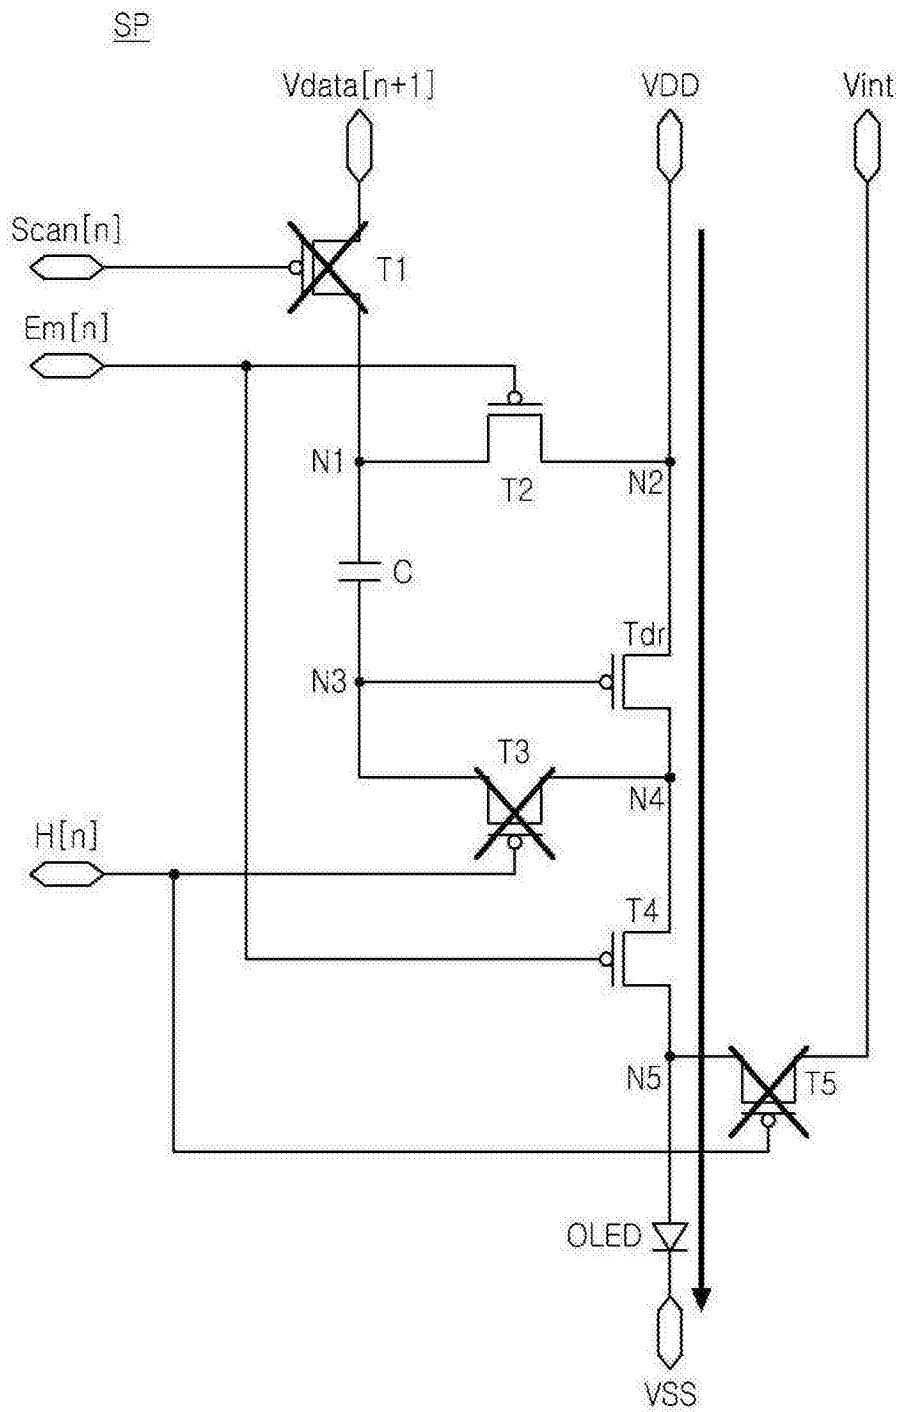 SP
Vdata[n+1]
VDD
Vint
Scan[n]
T1
Em[n]
N1
T2
N2
C
Tdr
N3
T3
N4
H[n]
T4
N5
T5
OLED
VSS